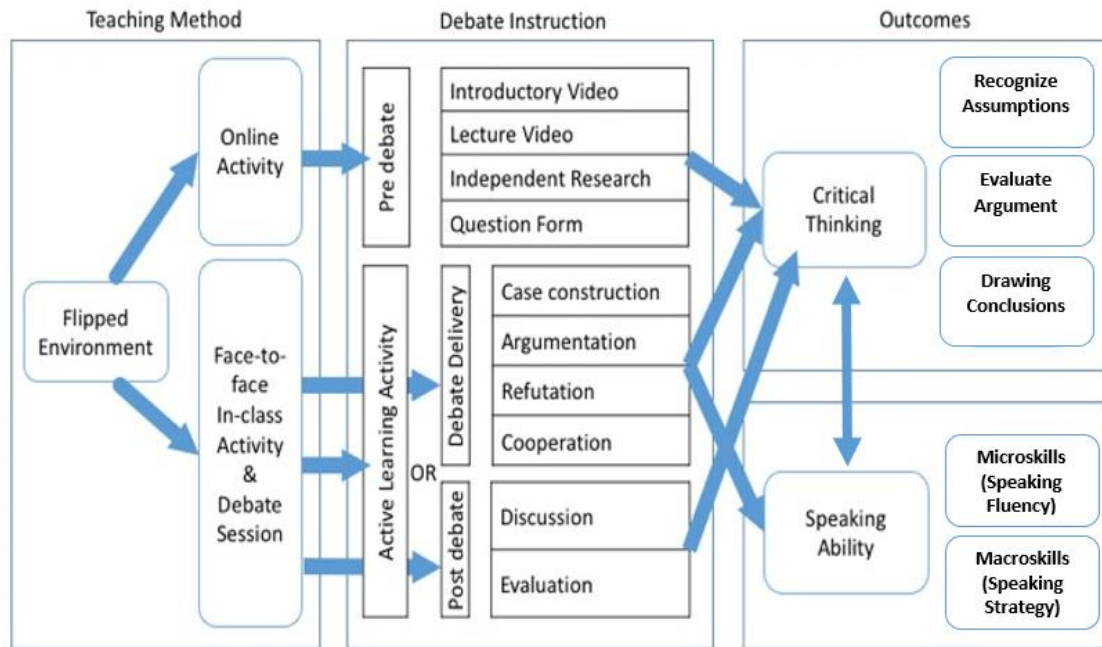 Teaching Method
Debate Instruction
Outcomes
Online
Activity
Flipped
Environment
Face-to-
face
In-class
Activity
&
Debate
Session
Pre debate
Introductory Video
Lecture Video
Independent Research
Question Form
Active Learning Activity
OR
Debate Delivery
Case construction
Argumentation
Refutation
Cooperation
Post debate
Discussion
Evaluation
Critical
Thinking
Recognize
Assumptions
Evaluate
Argument
Drawing
Conclusions
Speaking
Ability
Microskills
(Speaking
Fluency)
Macroskills
(Speaking
Strategy)